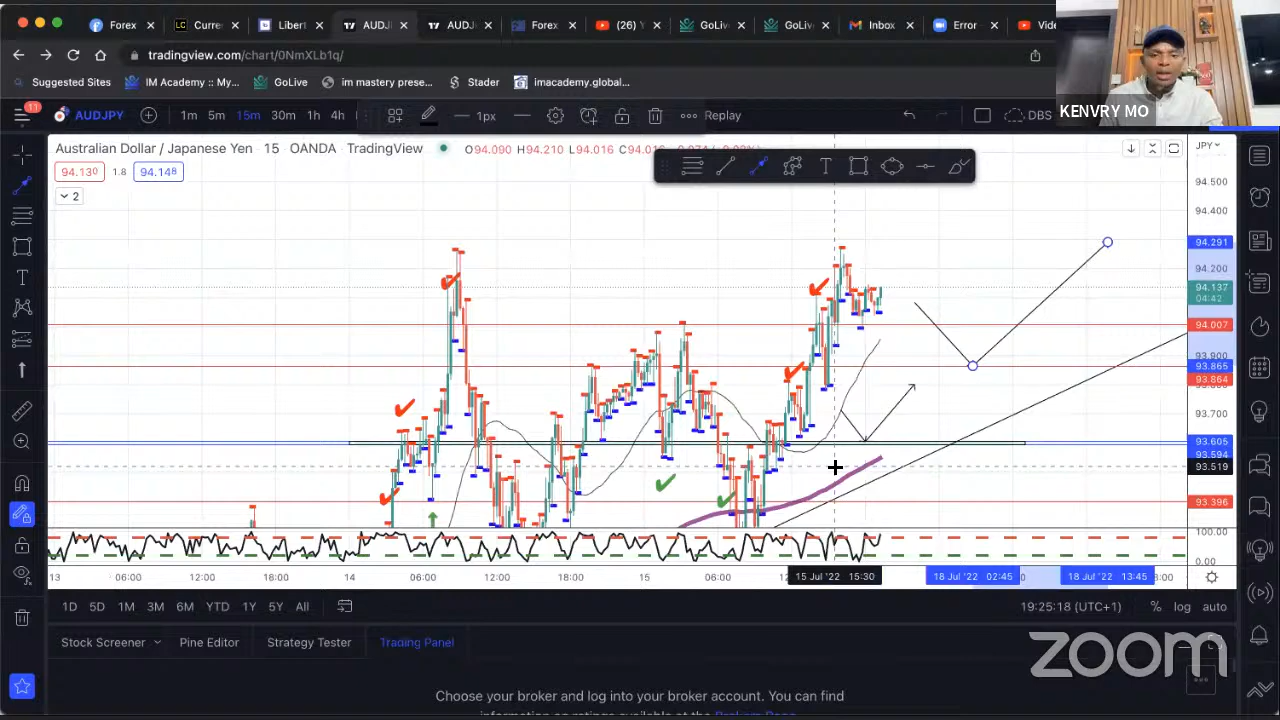 Forex
Curre
Libert
AUDJ
AUDJ
Forex
(26) Y
GoLiv
GoLiv
Inbox
Error
Vide
tradingview.com/chart/0NmXLb1q/
Suggested Sites
IM Academy :: My...
GoLive
im mastery prese...
Stader
imacademy.global...
KENVRY MO
11
AUDJPY
1m
5m
15m
30m
1h
4h
1px
Replay
DBS
Australian Dollar / Japanese Yen · 15 · OANDA · TradingView
O94.090 H94.210 L94.016
JPY
94.130
1.8
94.148
2
94.500
94.400
94.291
94.200
94.137
04:42
94.007
93.900
93.865
93.864
93.700
93.605
93.594
93.519
93.396
100.00
0.00
13
06:00
12:00
18:00
14
06:00
12:00
18:00
15
06:00
15 Jul '22 15:30
18 Jul '22 02:45
18 Jul '22 13:45
1D
5D
1M
3M
6M
YTD
1Y
5Y
All
19:25:18 (UTC+1)
%
log
auto
Stock Screener
Pine Editor
Strategy Tester
Trading Panel
zoom
Choose your broker and log into your broker account. You can find